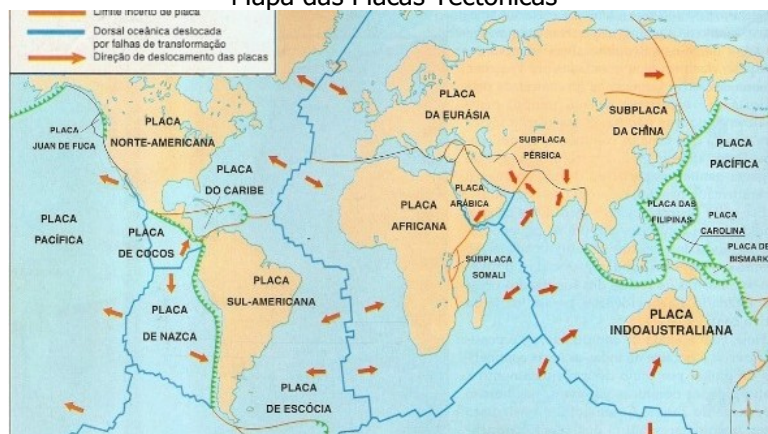 Mapa das Placas Tectônicas
Limite incerto de placa
Dorsal oceânica deslocada
por falhas de transformação
Direção de deslocamento das placas
PLACA
JUAN DE FUCA
PLACA
NORTE-AMERICANA
PLACA
DO CARIBE
PLACA
PACÍFICA
PLACA
DE COCOS
PLACA
SUL-AMERICANA
PLACA
DE NAZCA
PLACA
DE ESCÓCIA
PLACA
DA EURÁSIA
SUBPLACA
PÉRSICA
SUBPLACA
DA CHINA
PLACA
ARÁBICA
PLACA
AFRICANA
SUBPLACA
SOMALI
PLACA
PACÍFICA
PLACA DAS
FILIPINAS
PLACA
CAROLINA
PLACA DE
BISMARK
PLACA
INDOAUSTRALIANA